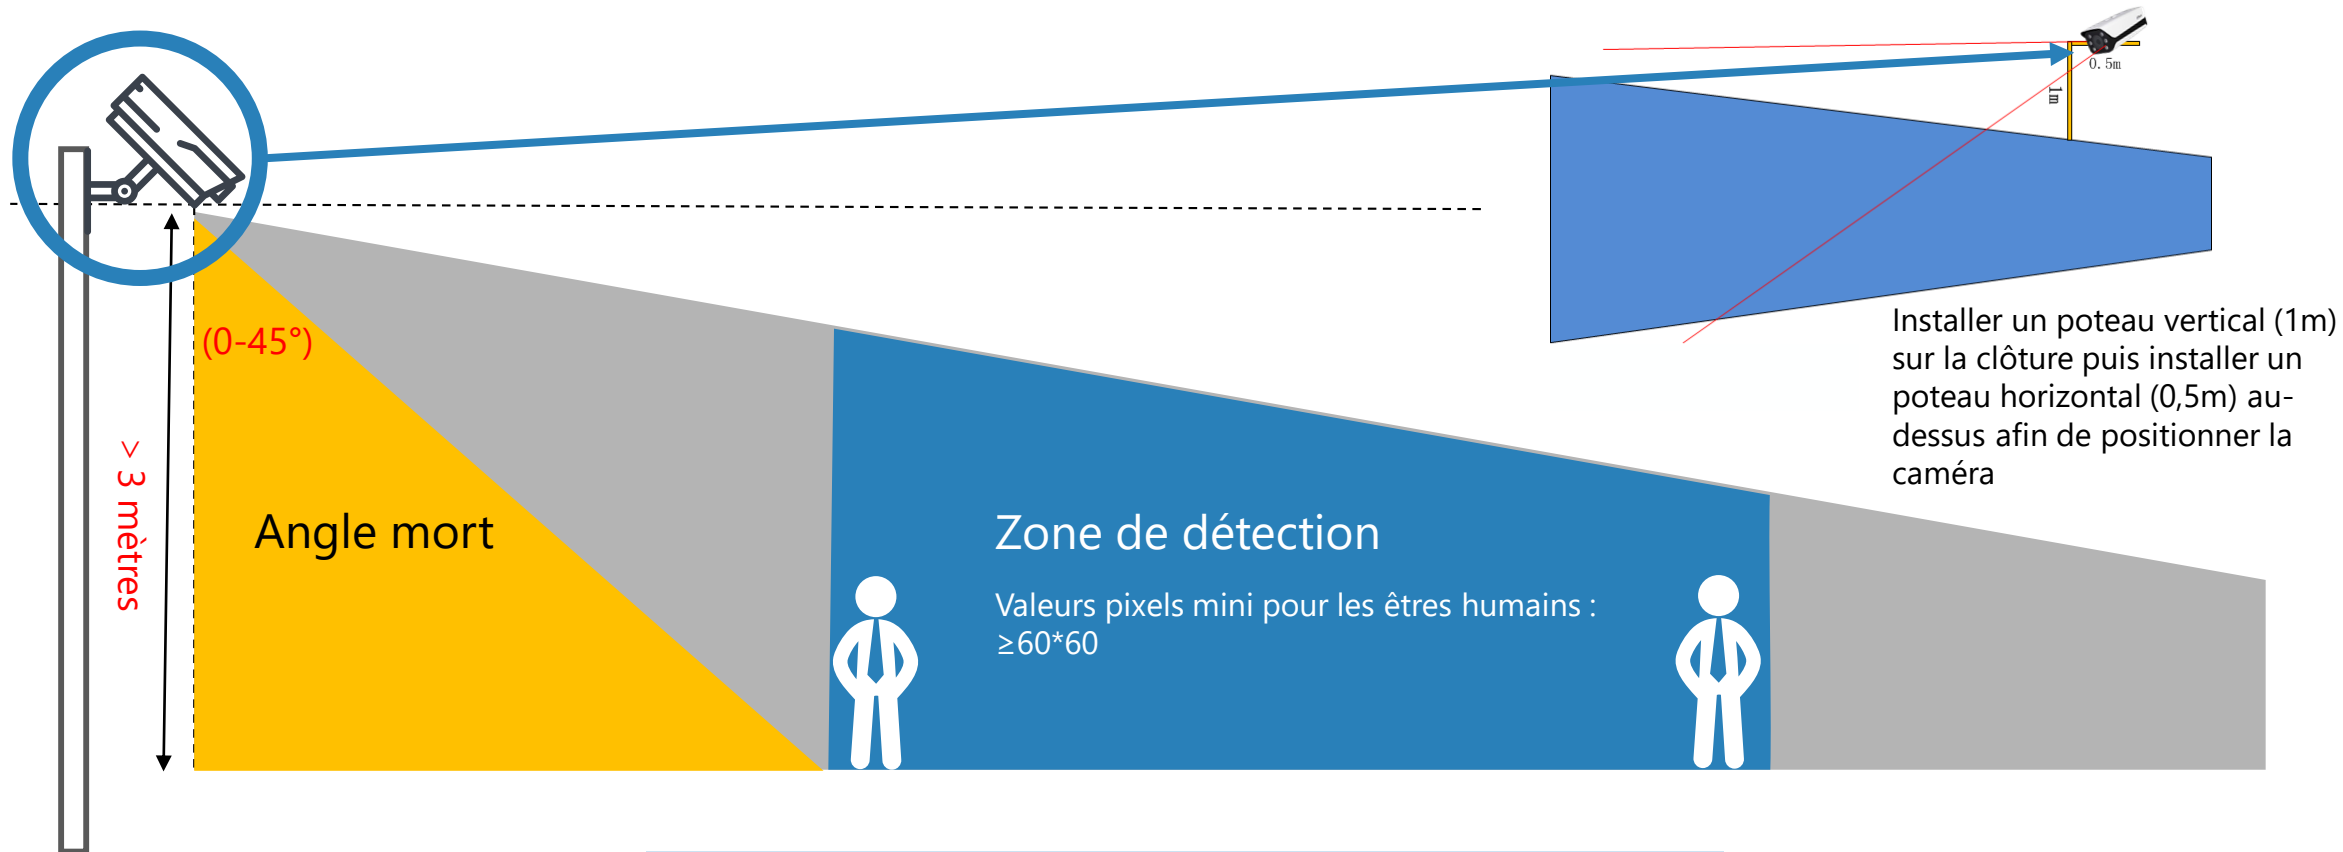 0.5m
1m
Installer un poteau vertical (1m)
sur la clôture puis installer un
poteau horizontal (0,5m) au-
dessus afin de positionner la
caméra
(0-45°)
> 3 mètres
Angle mort
Zone de détection
Valeurs pixels mini pour les êtres humains :
≥60*60